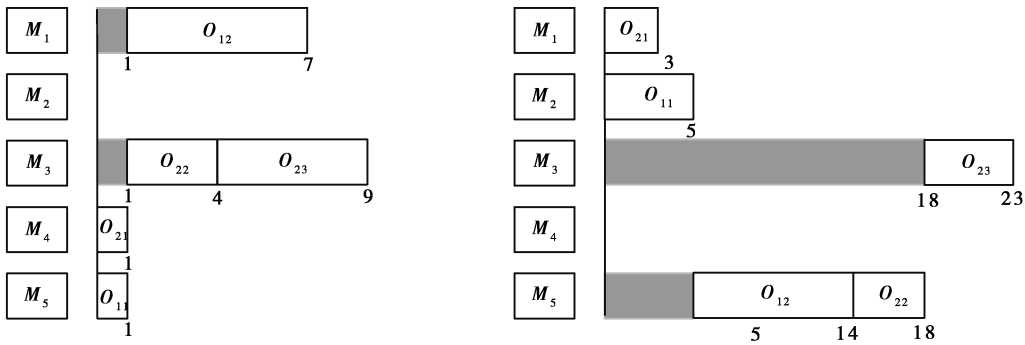 M₁ O₁₂ M₁ O₂₁
1 7 3
M₂ M₂ O₁₁
5
M₃ O₂₂ O₂₃ M₃ O₂₃
1 4 9 18 23
M₄ O₂₁ M₄
1
M₅ O₁₁ M₅ O₁₂ O₂₂
1 5 14 18